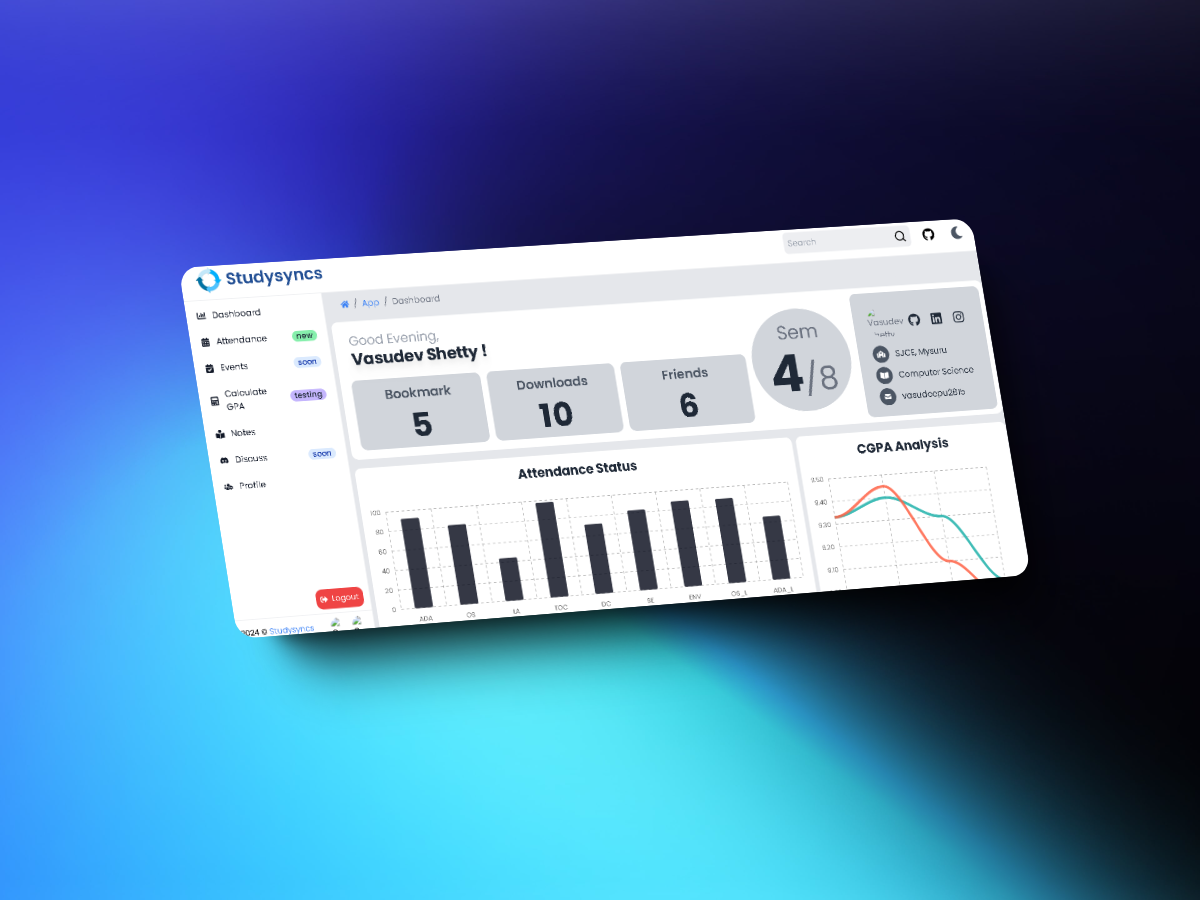 Studysyncs
Search
Dashboard
Attendance new
Events soon
Calculate
GPA
testing
Notes
Discuss soon
Profile
Logout
2024 © Studysyncs
/ App / Dashboard
Good Evening,
Vasudev Shetty !
Bookmark
5
Downloads
10
Friends
6
Sem
4/8
Vasudev
SJCE, Mysuru
Computer Science
Attendance Status
100
80
60
40
20
0
ADA
OS
LA
TOC
DC
SE
ENV
OS_L
ADA_L
CGPA Analysis
9.50
9.40
9.30
9.20
9.10